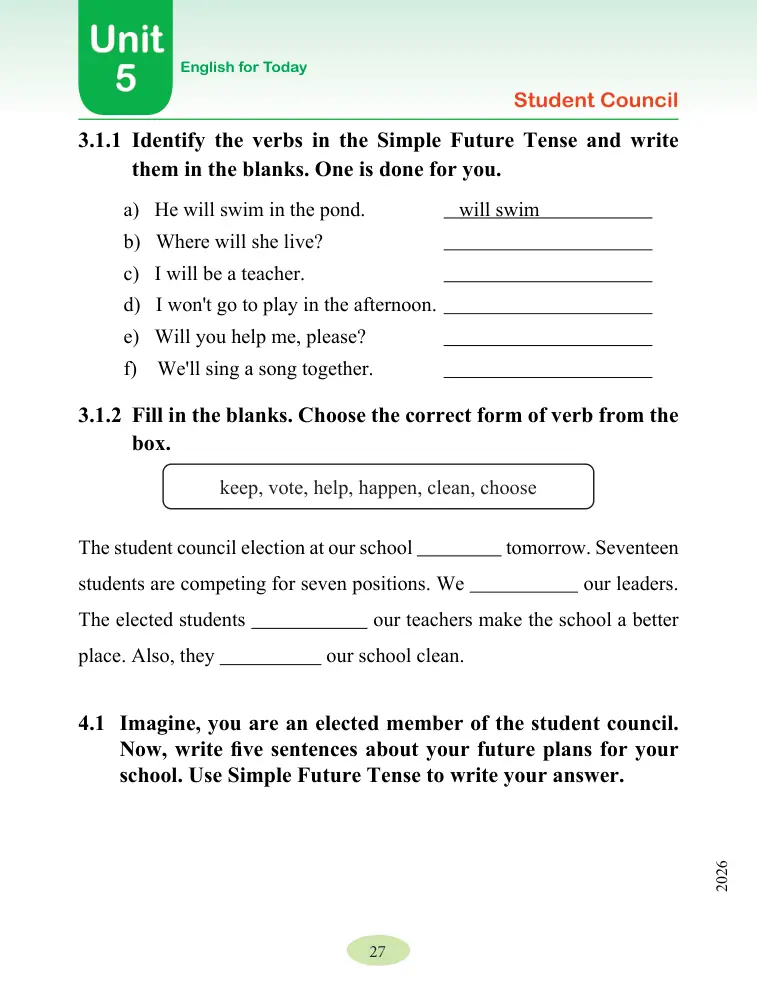 Unit
5
English for Today
Student Council
3.1.1 Identify the verbs in the Simple Future Tense and write
them in the blanks. One is done for you.
a) He will swim in the pond. will swim
b) Where will she live? ____________________
c) I will be a teacher. ____________________
d) I won't go to play in the afternoon. ____________________
e) Will you help me, please? ____________________
f) We'll sing a song together. ____________________
3.1.2 Fill in the blanks. Choose the correct form of verb from the
box.
keep, vote, help, happen, clean, choose
The student council election at our school ________ tomorrow. Seventeen
students are competing for seven positions. We __________ our leaders.
The elected students ___________ our teachers make the school a better
place. Also, they __________ our school clean.
4.1 Imagine, you are an elected member of the student council.
Now, write five sentences about your future plans for your
school. Use Simple Future Tense to write your answer.
2026
27